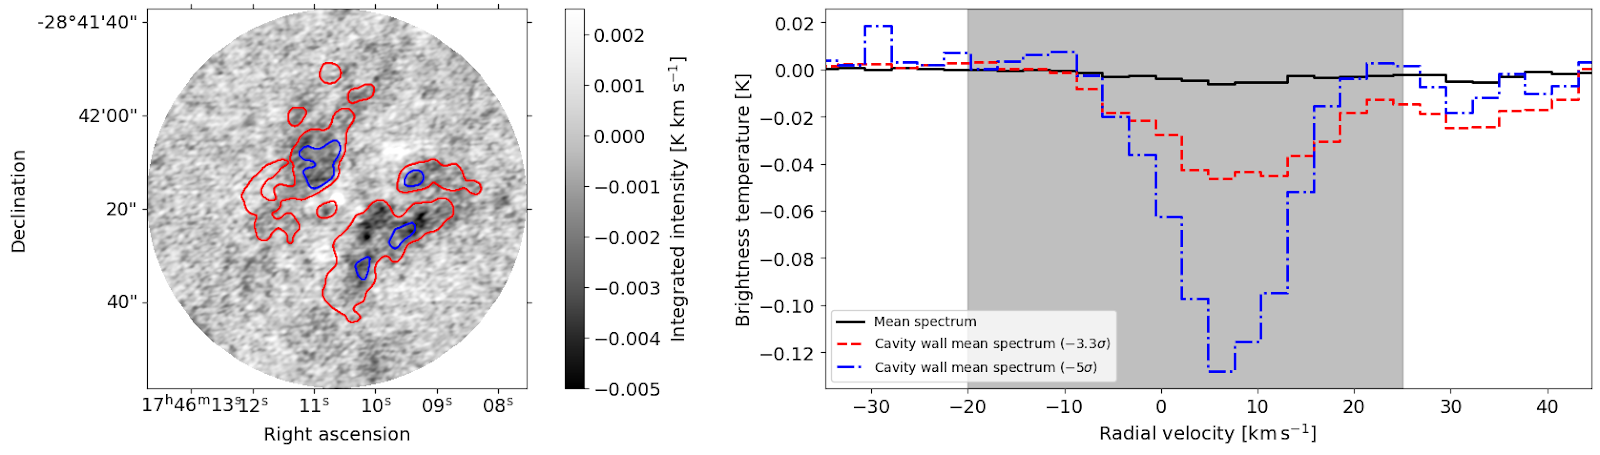 -28°41'40"
42'00"
20"
40"
Declination
17ʰ46ᵐ13ˢ
12ˢ
11ˢ
10ˢ
09ˢ
08ˢ
Right ascension
0.002
0.001
0.000
−0.001
−0.002
−0.003
−0.004
−0.005
Integrated intensity [K km s⁻¹]
0.02
0.00
−0.02
−0.04
−0.06
−0.08
−0.10
−0.12
Brightness temperature [K]
Mean spectrum
Cavity wall mean spectrum (−3.3σ)
Cavity wall mean spectrum (−5σ)
−30
−20
−10
0
10
20
30
40
Radial velocity [km s⁻¹]